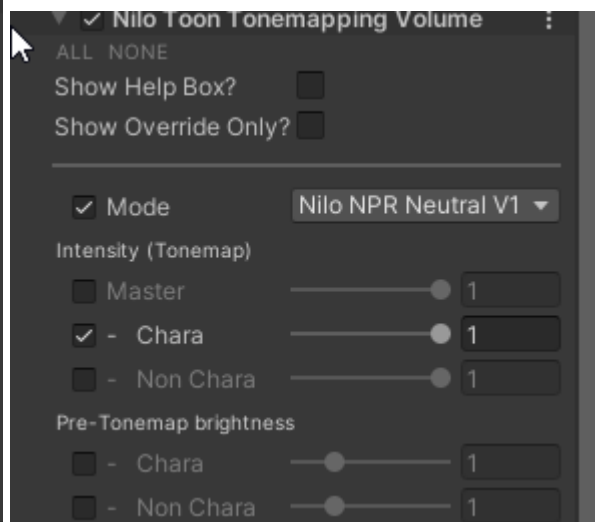 Nilo Toon Tonemapping Volume
ALL NONE
Show Help Box?
Show Override Only?
Mode Nilo NPR Neutral V1
Intensity (Tonemap)
Master 1
- Chara 1
- Non Chara 1
Pre-Tonemap brightness
- Chara 1
- Non Chara 1